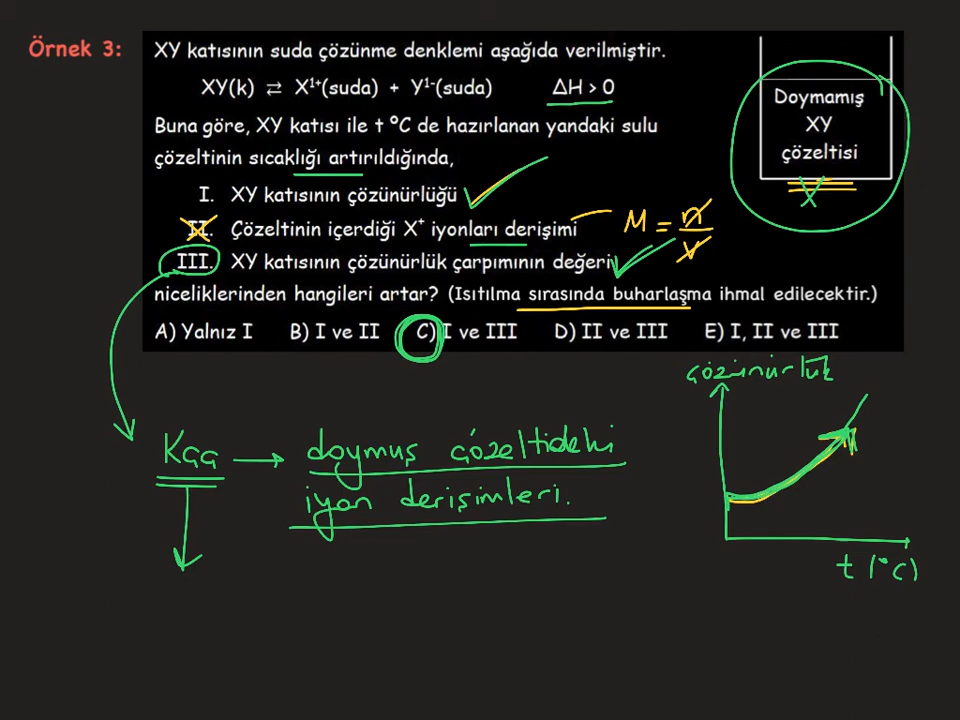 Örnek 3:
XY katısının suda çözünme denklemi aşağıda verilmiştir.
XY(k) ⇄ X¹⁺(suda) + Y¹⁻(suda) ΔH > 0
Buna göre, XY katısı ile t ºC de hazırlanan yandaki sulu
çözeltinin sıcaklığı artırıldığında,
I. XY katısının çözünürlüğü
II. Çözeltinin içerdiği X⁺ iyonları derişimi
III. XY katısının çözünürlük çarpımının değeri
niceliklerinden hangileri artar? (Isıtılma sırasında buharlaşma ihmal edilecektir.)
A) Yalnız I B) I ve II C) I ve III D) II ve III E) I, II ve III
Doymamış
XY
çözeltisi
X
M = n/v
Kçç → doymuş çözeltideki
iyon derişimleri.
çözünürlük
t (°C)